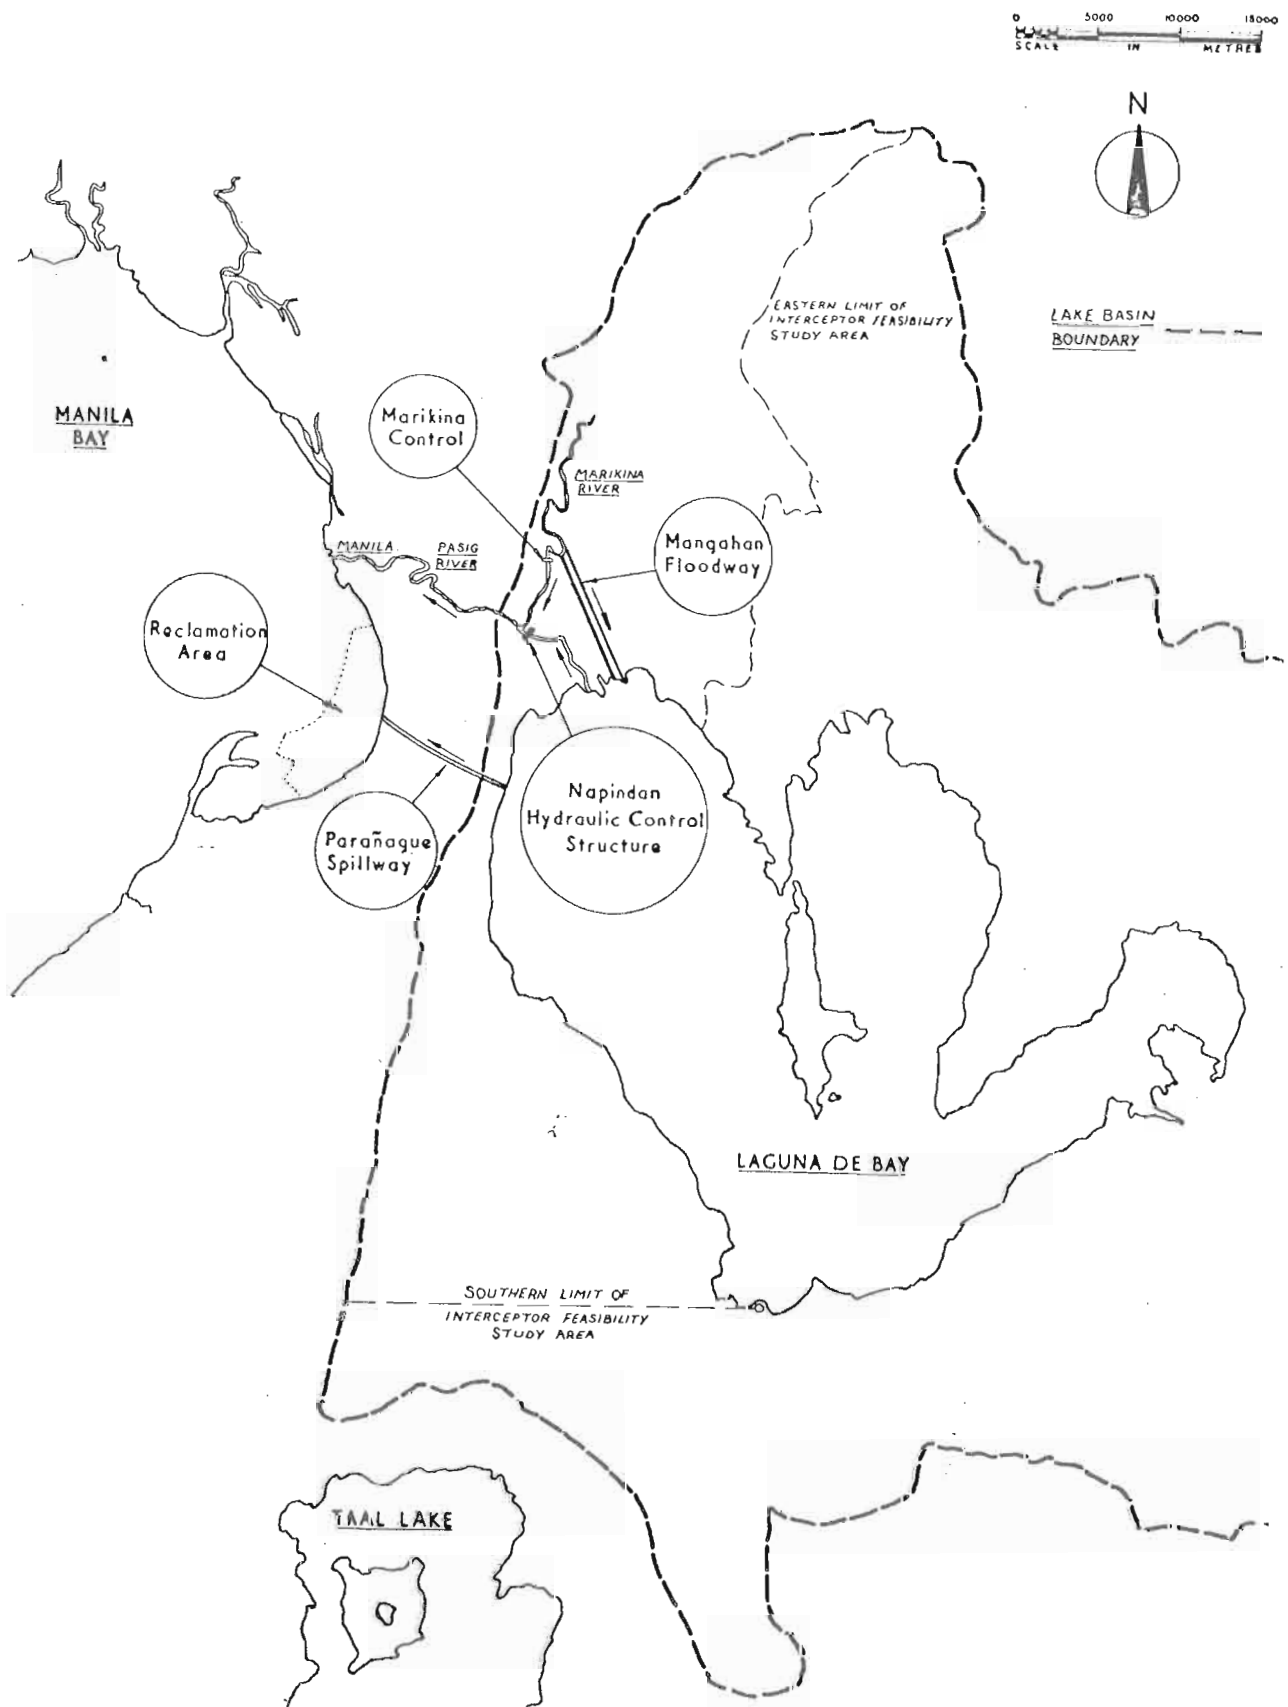 0 5000 10000 15000
SCALE IN METRES
N
EASTERN LIMIT OF
INTERCEPTOR FEASIBILITY
STUDY AREA
LAKE BASIN
BOUNDARY
MANILA
BAY
Marikina
Control
MARIKINA
RIVER
Mangahan
Floodway
MANILA
PASIG
RIVER
Reclamation
Area
Napindan
Hydraulic Control
Structure
Parañaque
Spillway
LAGUNA DE BAY
SOUTHERN LIMIT OF
INTERCEPTOR FEASIBILITY
STUDY AREA
TAAL LAKE